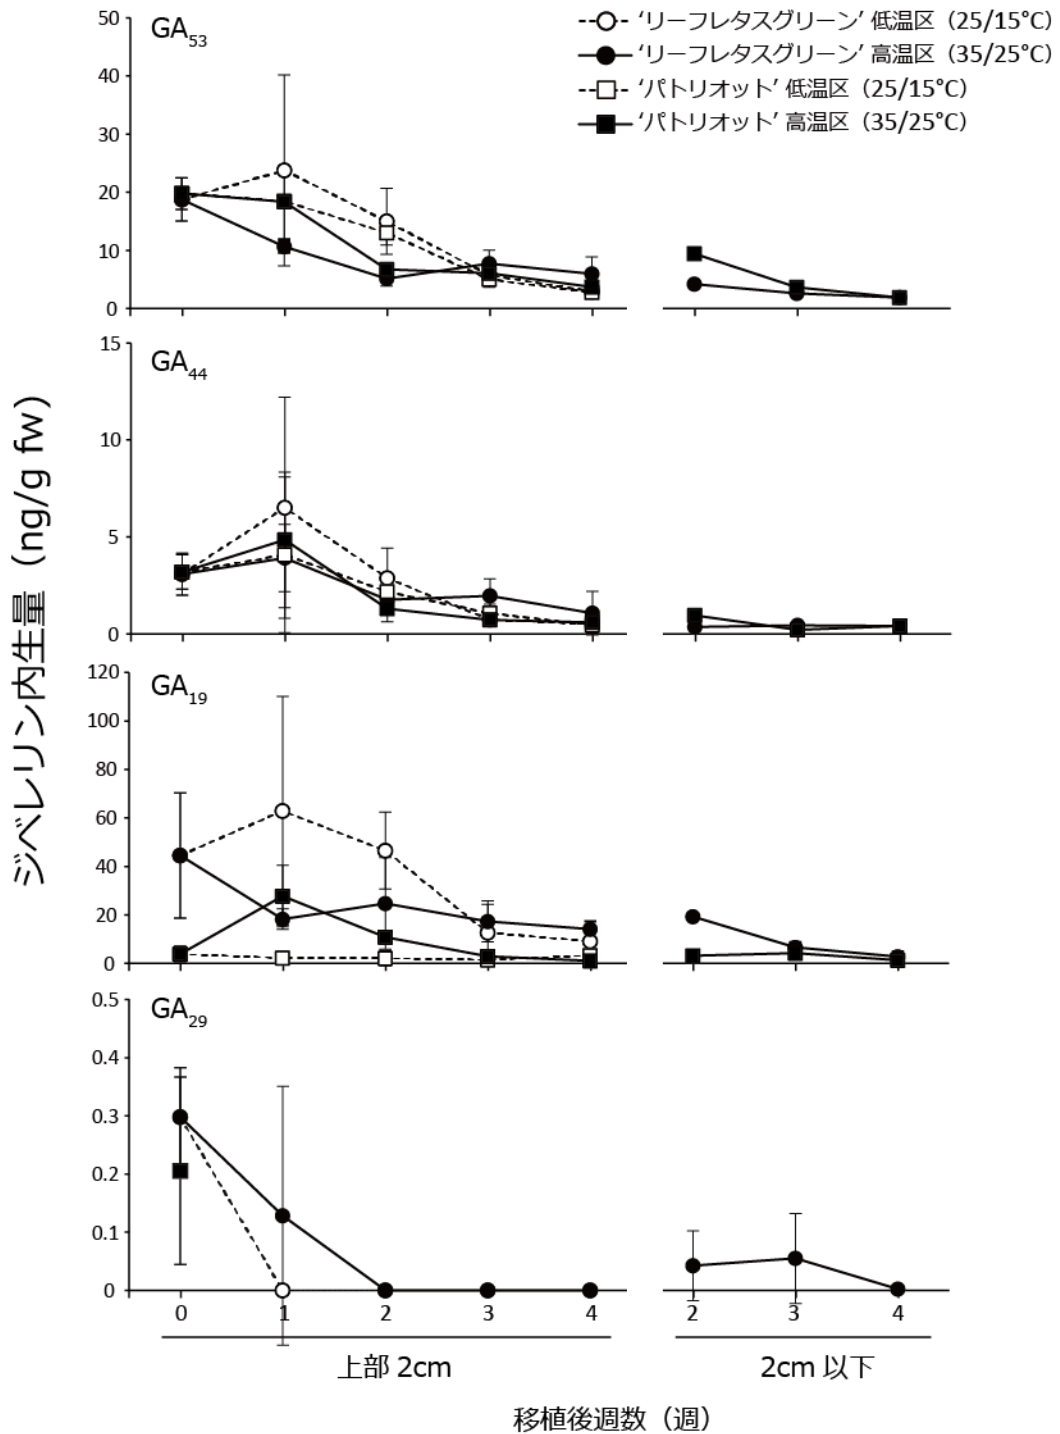 ‘リーフレタスグリーン’ 低温区（25/15°C）
‘リーフレタスグリーン’ 高温区（35/25°C）
‘パトリオット’ 低温区（25/15°C）
‘パトリオット’ 高温区（35/25°C）
ジベレリン内生量（ng/g fw）
GA53
50
40
30
20
10
0
GA44
15
10
5
0
GA19
120
100
80
60
40
20
0
GA29
0.5
0.4
0.3
0.2
0.1
0
0 1 2 3 4 2 3 4
上部 2cm 2cm 以下
移植後週数（週）